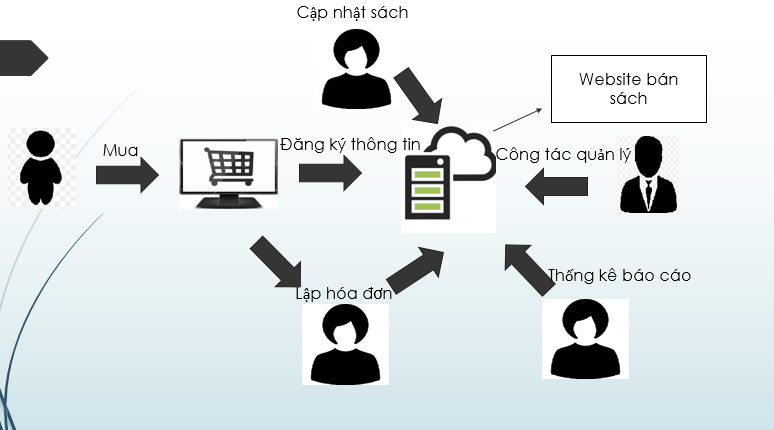 Cập nhật sách
Website bán
sách
Mua
Đăng ký thông tin
Công tác quản lý
Lập hóa đơn
Thống kê báo cáo